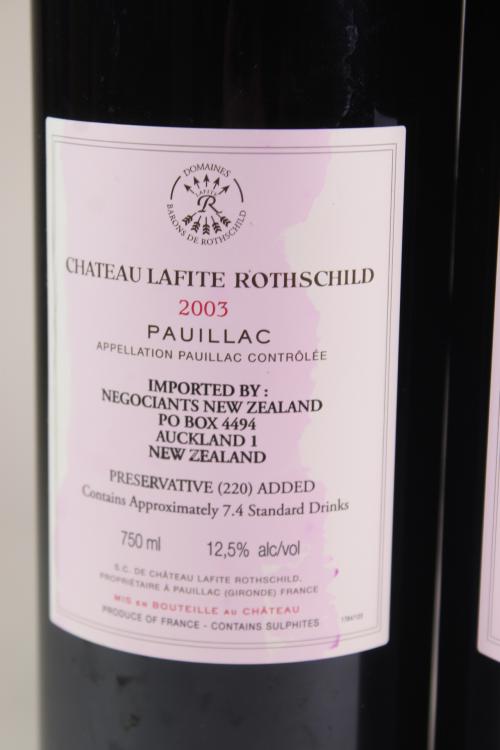 DOMAINES
LAFITE
R
BARONS DE ROTHSCHILD
CHATEAU LAFITE ROTHSCHILD
2003
PAUILLAC
APPELLATION PAUILLAC CONTRÔLÉE
IMPORTED BY :
NEGOCIANTS NEW ZEALAND
PO BOX 4494
AUCKLAND 1
NEW ZEALAND
PRESERVATIVE (220) ADDED
Contains Approximately 7.4 Standard Drinks
750 ml 12,5% alc/vol
S.C. DE CHÂTEAU LAFITE ROTHSCHILD,
PROPRIÉTAIRE À PAUILLAC (GIRONDE) FRANCE
MIS EN BOUTEILLE AU CHÂTEAU
PRODUCE OF FRANCE - CONTAINS SULPHITES